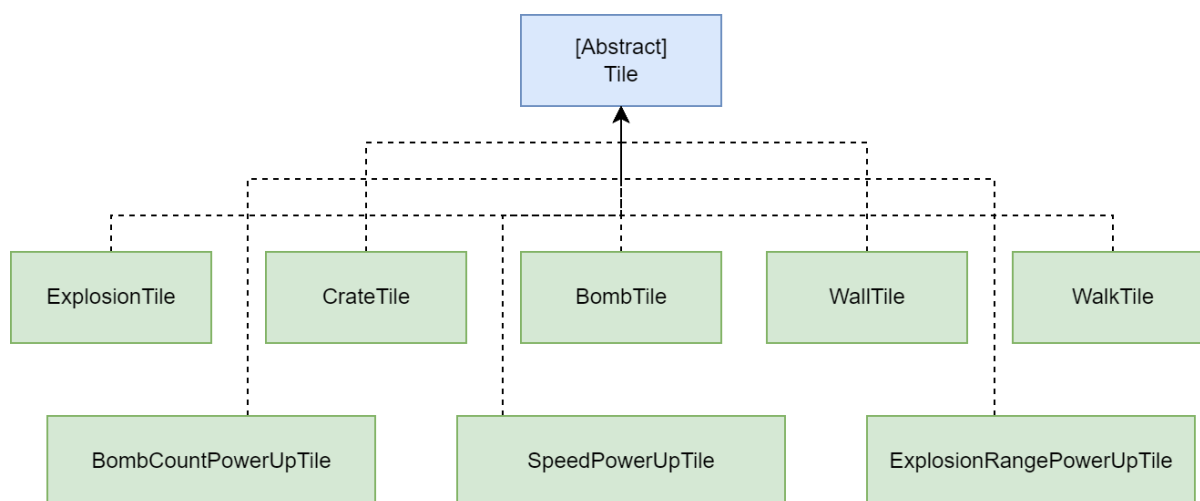 [Abstract]
Tile
ExplosionTile
CrateTile
BombTile
WallTile
WalkTile
BombCountPowerUpTile
SpeedPowerUpTile
ExplosionRangePowerUpTile